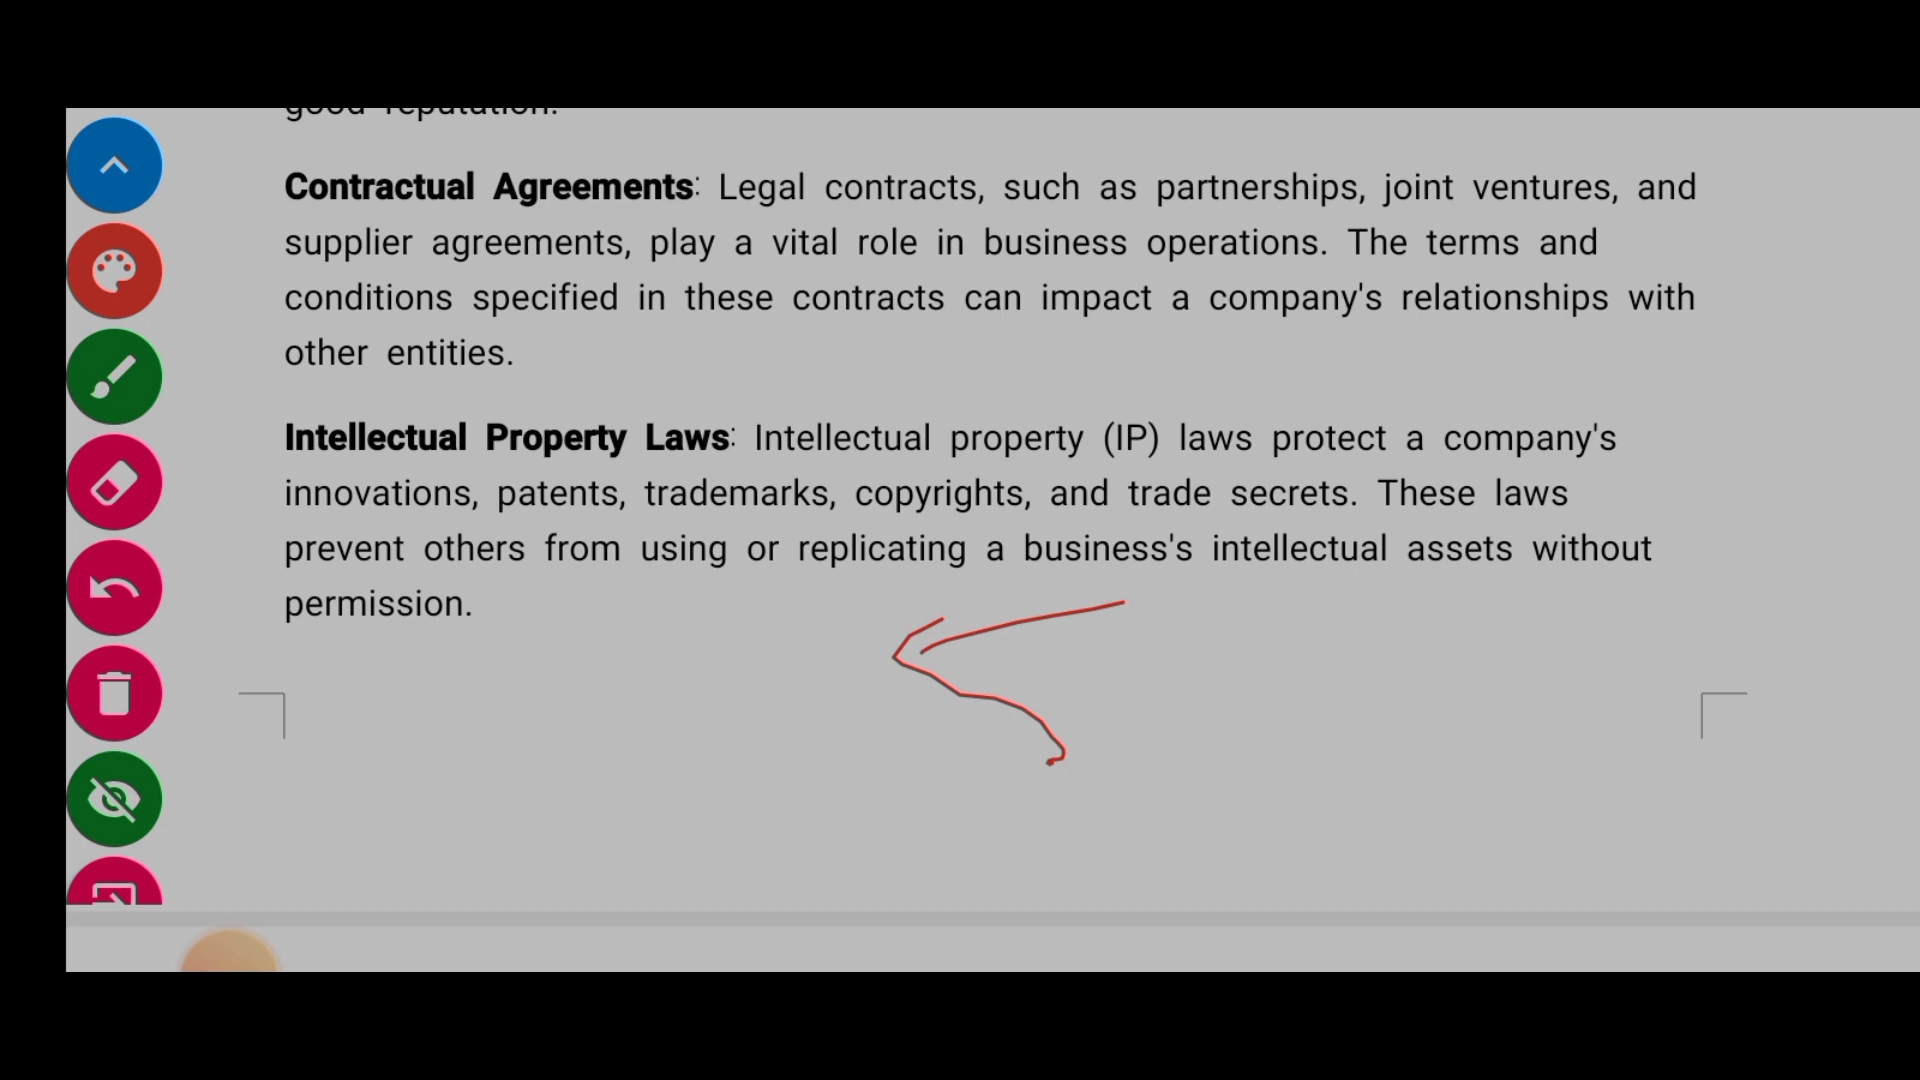 good reputation.
Contractual Agreements: Legal contracts, such as partnerships, joint ventures, and
supplier agreements, play a vital role in business operations. The terms and
conditions specified in these contracts can impact a company's relationships with
other entities.
Intellectual Property Laws: Intellectual property (IP) laws protect a company's
innovations, patents, trademarks, copyrights, and trade secrets. These laws
prevent others from using or replicating a business's intellectual assets without
permission.